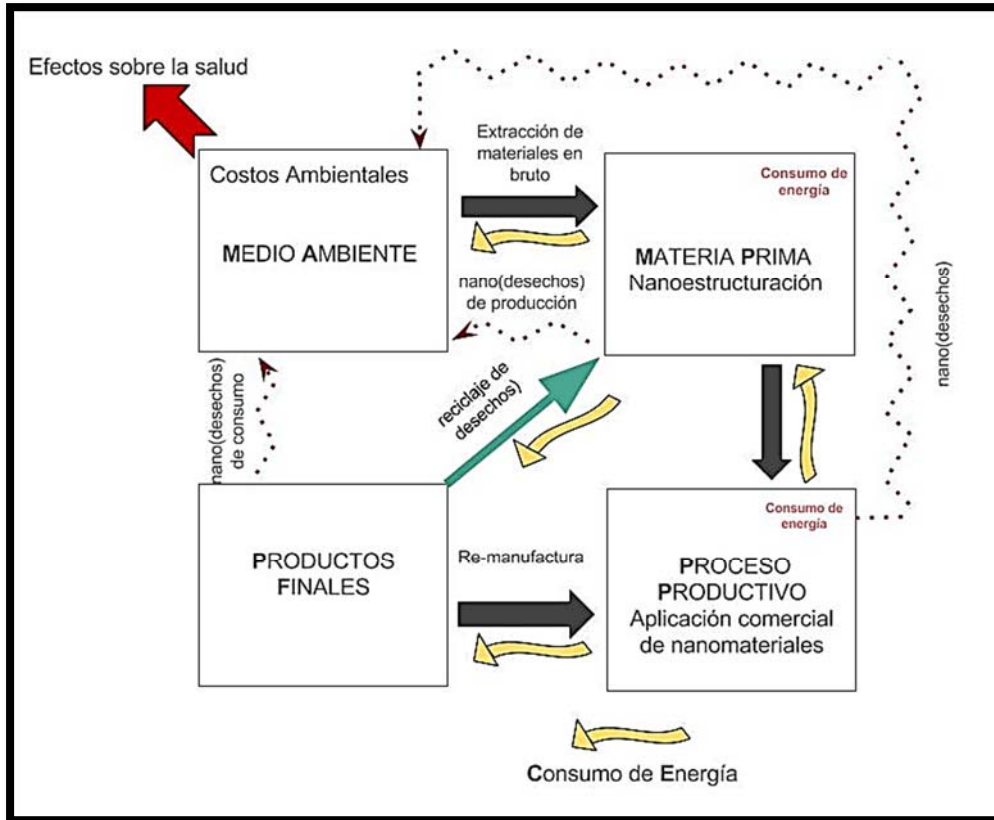 Efectos sobre la salud
Extracción de
materiales en
bruto
Costos Ambientales
MEDIO AMBIENTE
Consumo de
energía
MATERIA PRIMA
Nanoestructuración
nano(desechos)
de producción
nano(desechos)
reciclaje de
desechos)
nano(desechos)
de consumo
PRODUCTOS
FINALES
Re-manufactura
Consumo de
energía
PROCESO
PRODUCTIVO
Aplicación comercial
de nanomateriales
Consumo de Energía